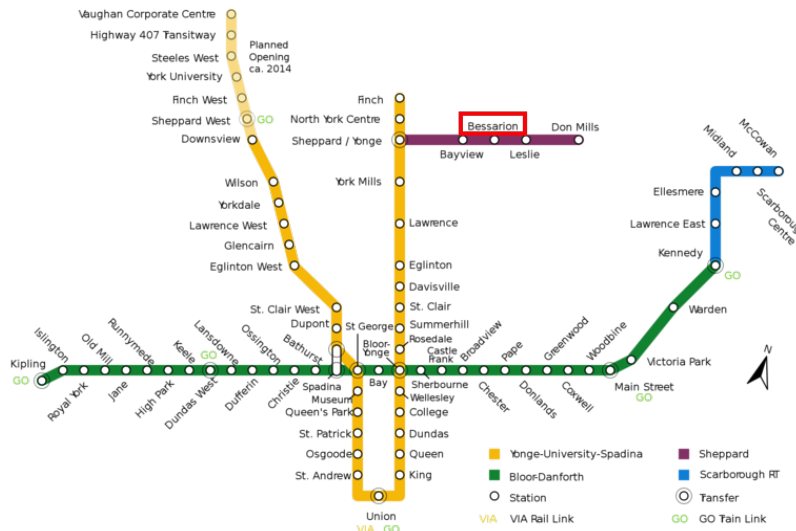 Vaughan Corporate Centre
Highway 407 Transitway
Steeles West
Planned
Opening
ca. 2014
York University
Finch West
Sheppard West
GO
Downsview
Wilson
Yorkdale
Lawrence West
Glencairn
Eglinton West
St. Clair West
Dupont
Finch
North York Centre
Sheppard / Yonge
Bessarion
Don Mills
Bayview
Leslie
York Mills
Lawrence
Eglinton
Davisville
St. Clair
Summerhill
Rosedale
McCowan
Midland
Scarborough
Centre
Ellesmere
Lawrence East
Kennedy
GO
Warden
Victoria Park
Main Street
GO
Kipling
GO
Islington
Royal York
Old Mill
Jane
Runnymede
High Park
Keele
Dundas West
GO
Lansdowne
Dufferin
Ossington
Christie
Bathurst
Spadina
St George
Bay
Bloor-
Yonge
Sherbourne
Castle
Frank
Broadview
Chester
Pape
Donlands
Greenwood
Coxwell
Woodbine
Museum
Queen's Park
St. Patrick
Osgoode
St. Andrew
Union
VIA GO
Wellesley
College
Dundas
Queen
King
N
Yonge-University-Spadina
Bloor-Danforth
Station
VIA VIA Rail Link
Sheppard
Scarborough RT
Transfer
GO GO Train Link